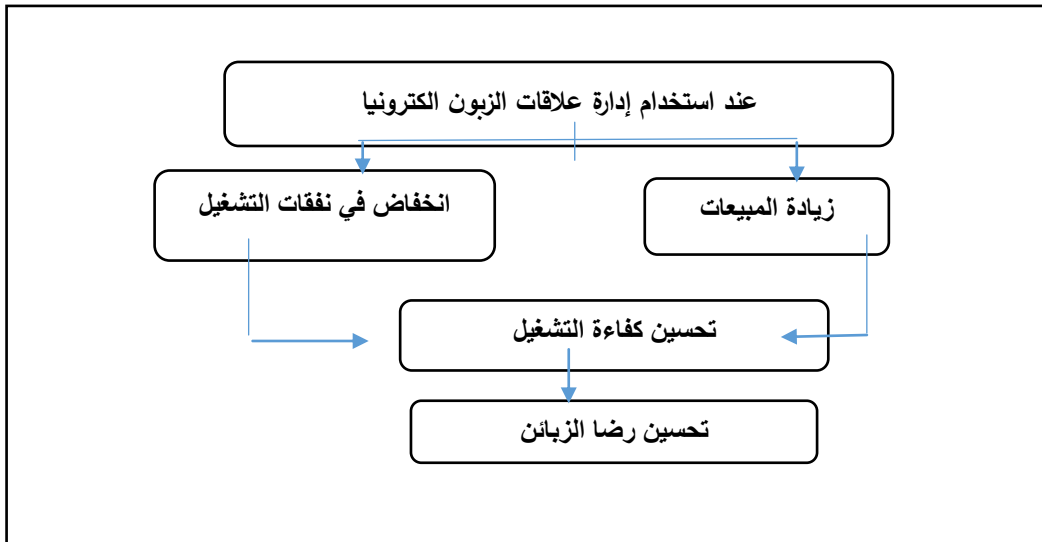 عند استخدام إدارة علاقات الزبون الكترونيا
زيادة المبيعات
انخفاض في نفقات التشغيل
تحسين كفاءة التشغيل
تحسين رضا الزبائن